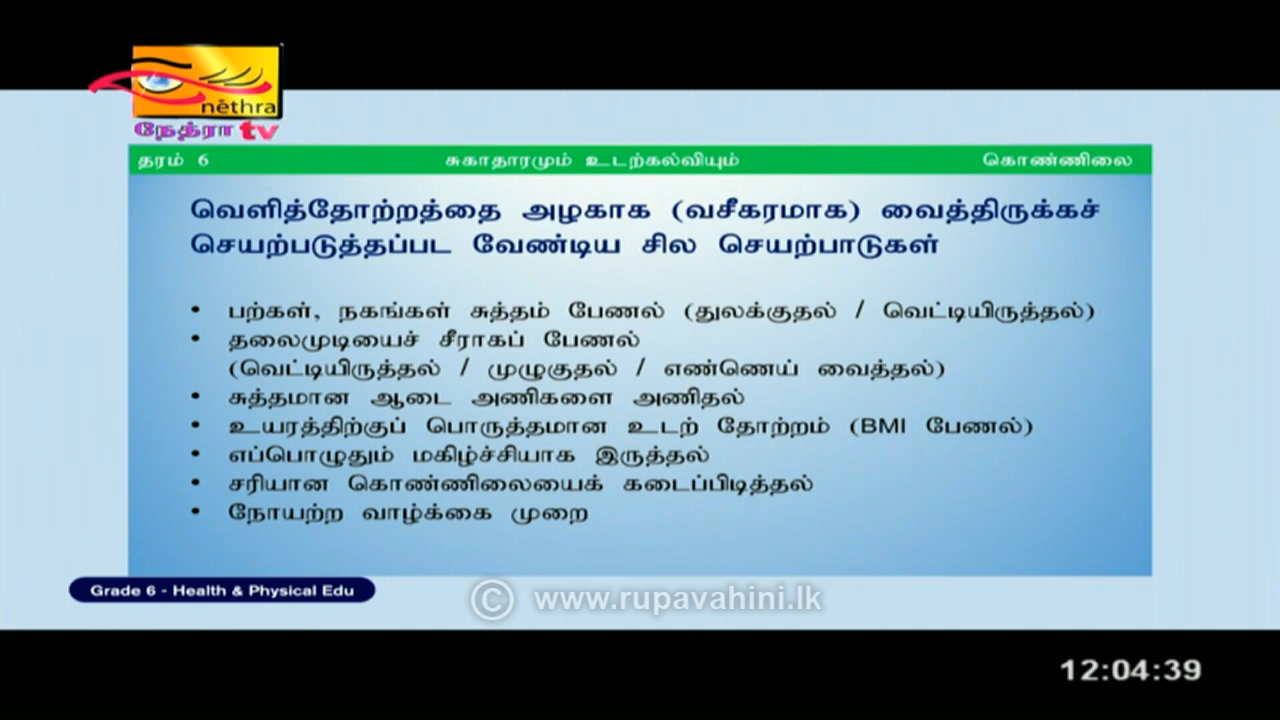 nēthra
நேத்ரா tv
தரம் 6 சுகாதாரமும் உடற்கல்வியும் கொண்ணிலை
வெளித்தோற்றத்தை அழகாக (வசீகரமாக) வைத்திருக்கச்
செயற்படுத்தப்பட வேண்டிய சில செயற்பாடுகள்
• பற்கள், நகங்கள் சுத்தம் பேணல் (துலக்குதல் / வெட்டியிருத்தல்)
• தலைமுடியைச் சீராகப் பேணல்
(வெட்டியிருத்தல் / முழுகுதல் / எண்ணெய் வைத்தல்)
• சுத்தமான ஆடை அணிகளை அணிதல்
• உயரத்திற்குப் பொருத்தமான உடற் தோற்றம் (BMI பேணல்)
• எப்பொழுதும் மகிழ்ச்சியாக இருத்தல்
• சரியான கொண்ணிலையைக் கடைப்பிடித்தல்
• நோயற்ற வாழ்க்கை முறை
Grade 6 - Health & Physical Edu
© www.rupavahini.lk
12:04:39